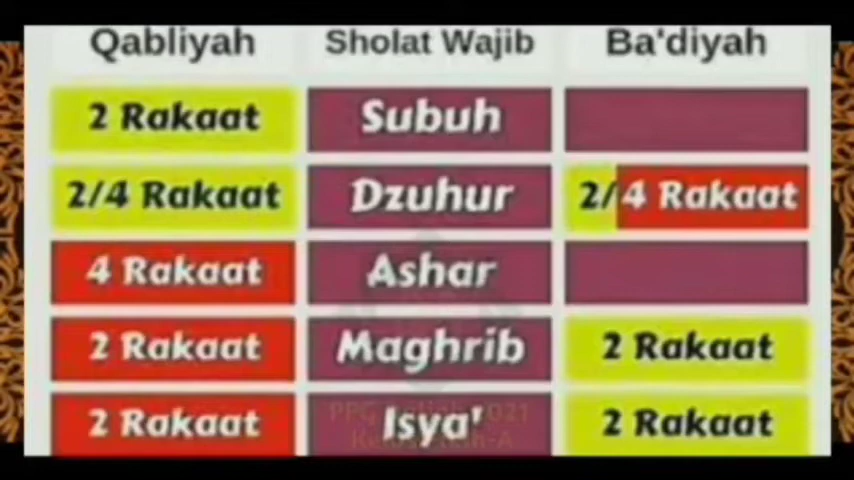 Qabliyah Sholat Wajib Ba'diyah
2 Rakaat Subuh
2/4 Rakaat Dzuhur 2/4 Rakaat
4 Rakaat Ashar
2 Rakaat Maghrib 2 Rakaat
2 Rakaat Isya' 2 Rakaat